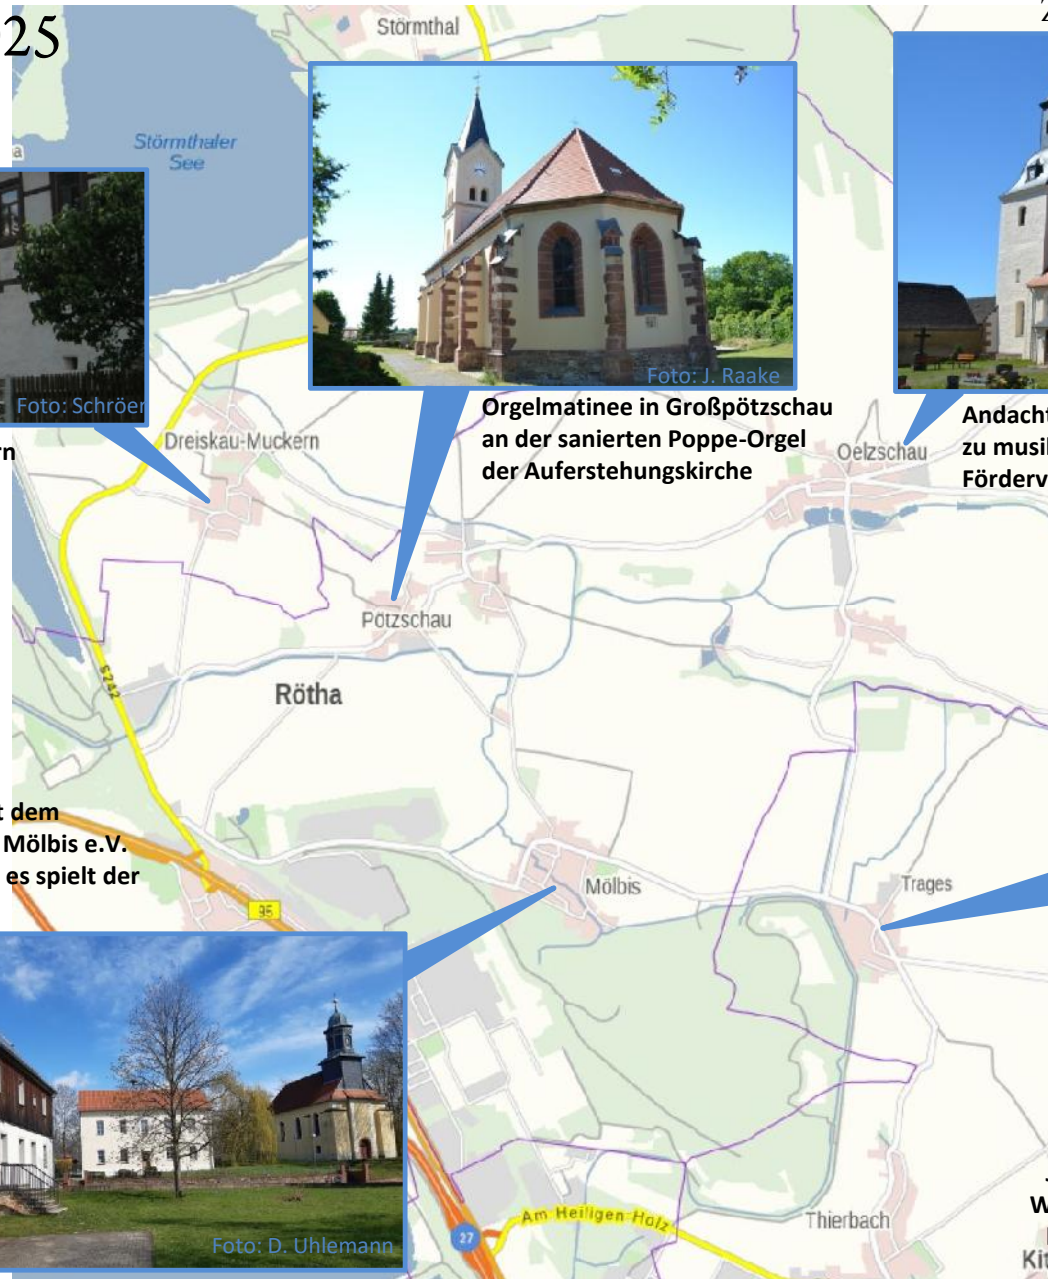 25
Störmthal
Störmthaler
See
Foto: J. Raake
Foto: Schröer
Orgelmatinee in Großpötzschau
an der sanierten Poppe-Orgel
der Auferstehungskirche
Andacht
zu musi
Förderv
rn
Dreiskau-Muckern
Oelzschau
Pötzschau
Rötha
S242
t dem
Mölbis e.V.
es spielt der
95
Mölbis
Trages
Foto: D. Uhlemann
27
Am Heiligen Holz
Thierbach
W
Kit